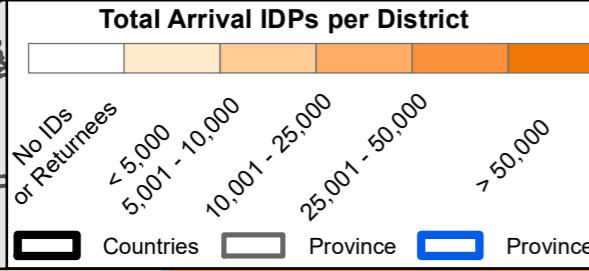 Total Arrival IDPs per District
No IDs
or Returnees
< 5,000
5,001 - 10,000
10,001 - 25,000
25,001 - 50,000
> 50,000
Countries
Province
Province